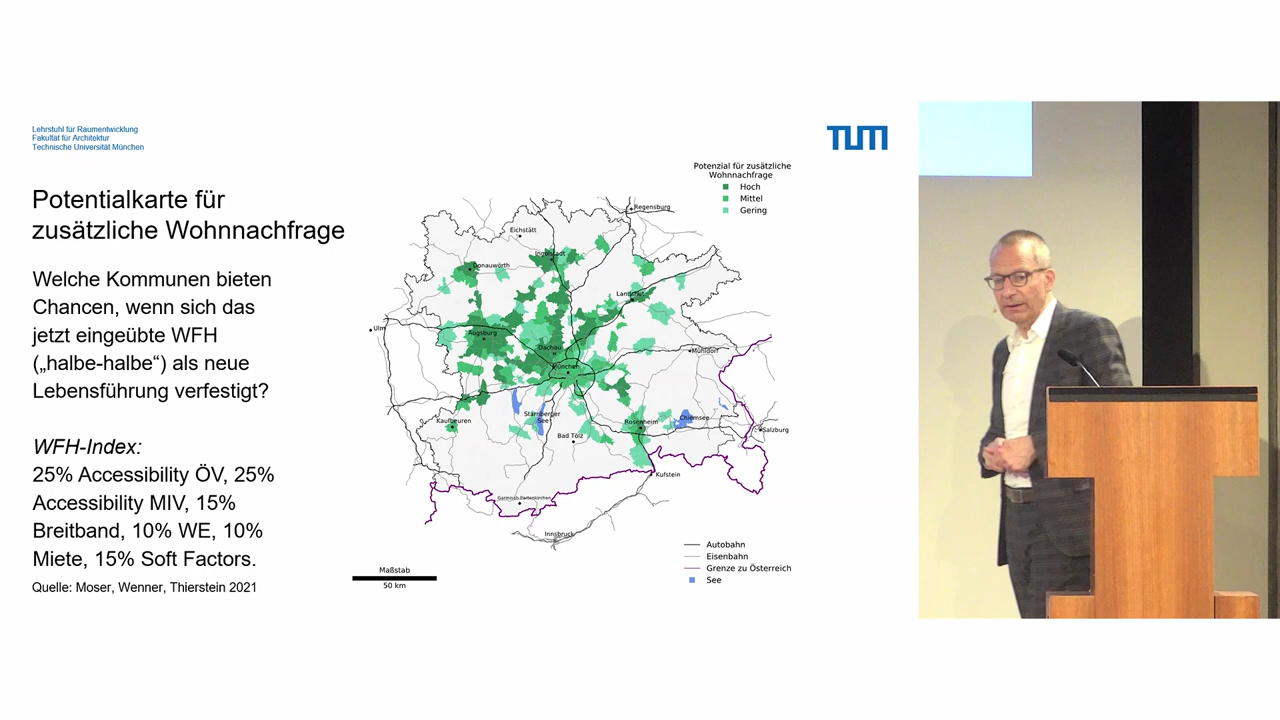 Lehrstuhl für Raumentwicklung
Fakultät für Architektur
Technische Universität München
TUM
Potentialkarte für
zusätzliche Wohnnachfrage
Welche Kommunen bieten
Chancen, wenn sich das
jetzt eingeübte WFH
(„halbe-halbe“) als neue
Lebensführung verfestigt?
WFH-Index:
25% Accessibility ÖV, 25%
Accessibility MIV, 15%
Breitband, 10% WE, 10%
Miete, 15% Soft Factors.
Quelle: Moser, Wenner, Thierstein 2021
Potenzial für zusätzliche
Wohnnachfrage
Hoch
Mittel
Gering
Regensburg
Eichstätt
Ingolstadt
Donauwörth
Landshut
Ulm
Augsburg
Dachau
Mühldorf
München
Starnberger
See
Chiemsee
Kaufbeuren
Rosenheim
Salzburg
Bad Tölz
Kufstein
Garmisch-Partenkirchen
Innsbruck
Autobahn
Eisenbahn
Grenze zu Österreich
See
Maßstab
50 km